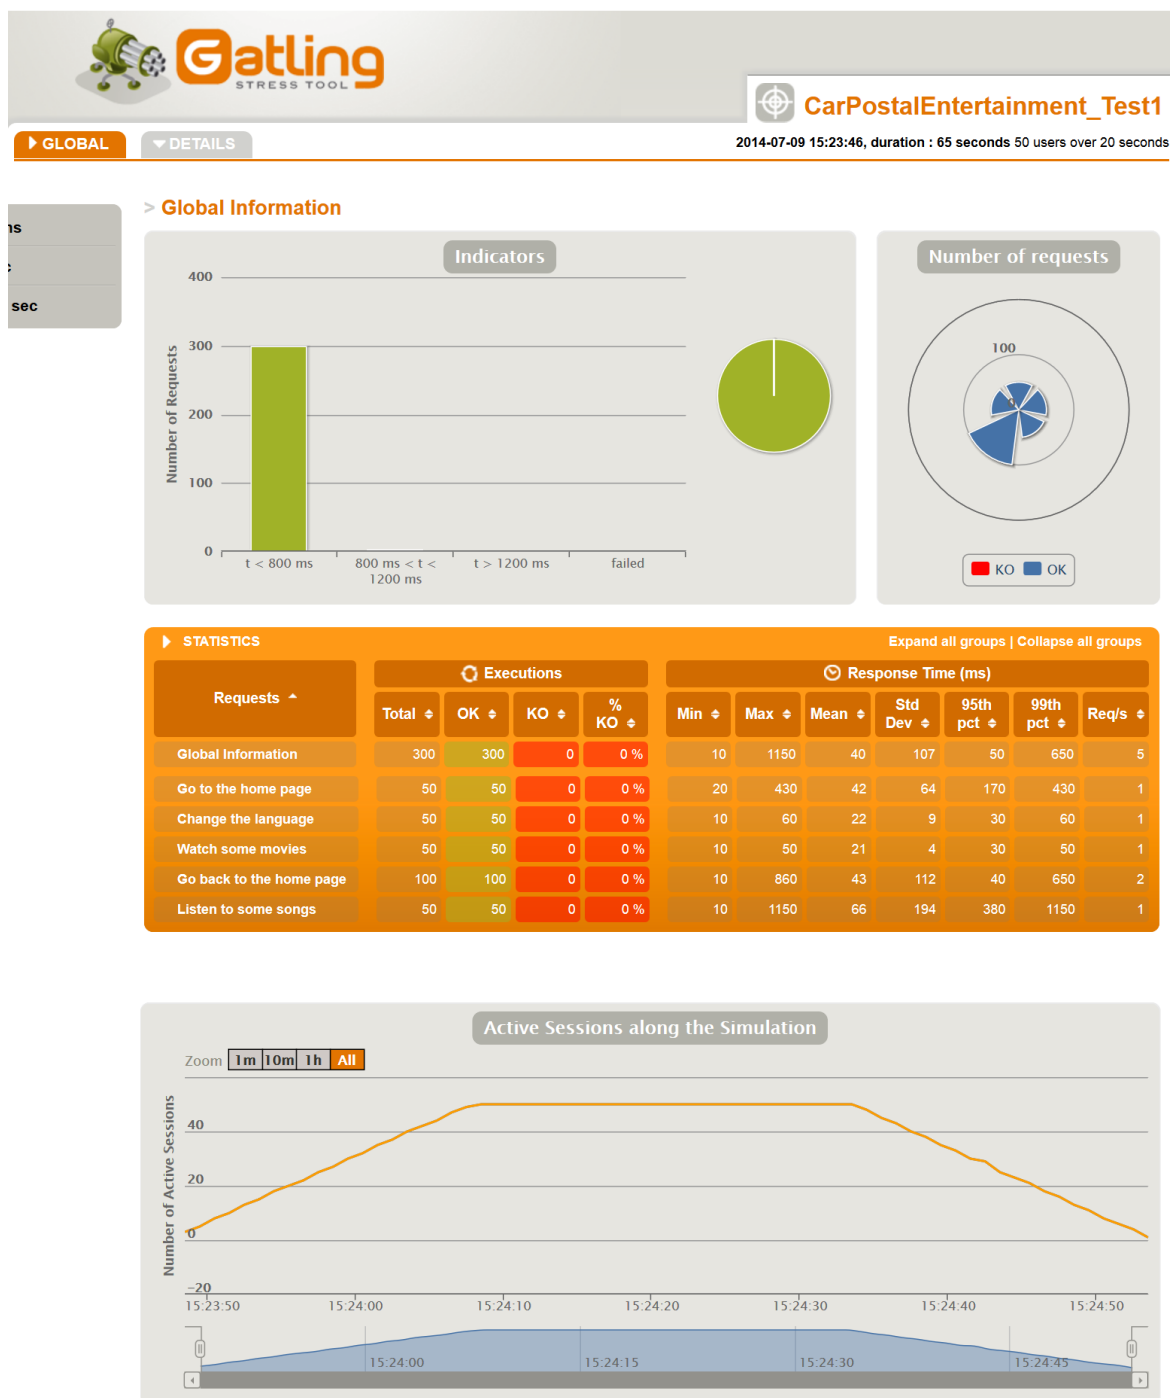 Gatling
STRESS TOOL
CarPostalEntertainment_Test1
GLOBAL
DETAILS
2014-07-09 15:23:46, duration : 65 seconds 50 users over 20 seconds
sec
> Global Information
Indicators
Number of Requests
400
300
200
100
0
t < 800 ms
800 ms < t <
1200 ms
t > 1200 ms
failed
Number of requests
100
0
KO OK
STATISTICS
Expand all groups | Collapse all groups
Requests
Executions
Response Time (ms)
Total OK KO % KO Min Max Mean Std Dev 95th pct 99th pct Req/s
Global Information 300 300 0 0 % 10 1150 40 107 50 650 5
Go to the home page 50 50 0 0 % 20 430 42 64 170 430 1
Change the language 50 50 0 0 % 10 60 22 9 30 60 1
Watch some movies 50 50 0 0 % 10 50 21 4 30 50 1
Go back to the home page 100 100 0 0 % 10 860 43 112 40 650 2
Listen to some songs 50 50 0 0 % 10 1150 66 194 380 1150 1
Active Sessions along the Simulation
Zoom 1m 10m 1h All
Number of Active Sessions
40
20
0
-20
15:23:50 15:24:00 15:24:10 15:24:20 15:24:30 15:24:40 15:24:50
15:24:00 15:24:15 15:24:30 15:24:45